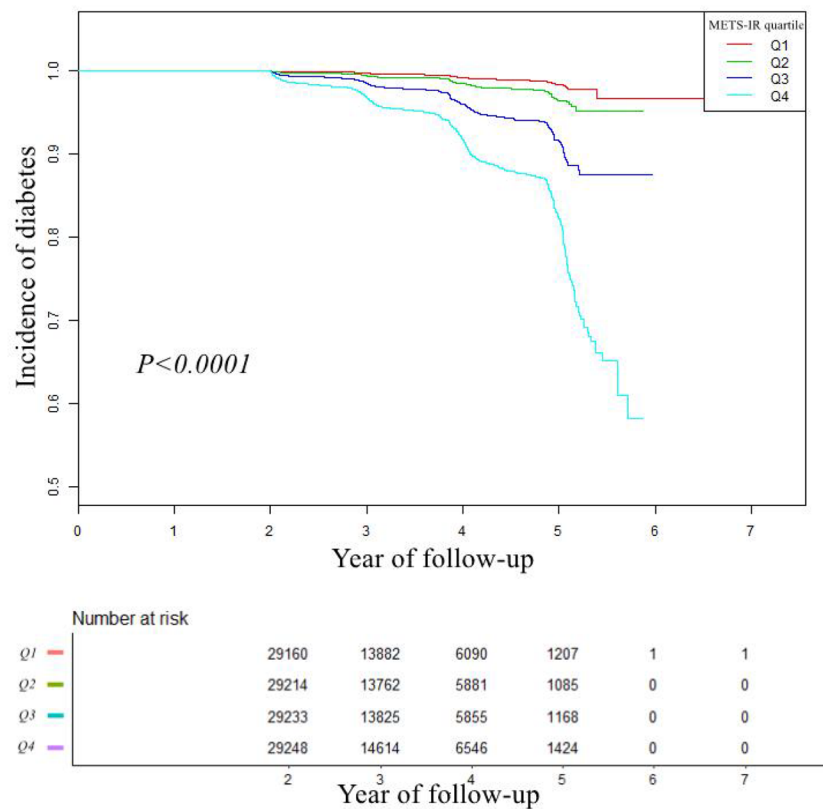 METS-IR quartile
Q1
Q2
Q3
Q4
1.0
0.9
0.8
0.7
0.6
0.5
Incidence of diabetes
P<0.0001
0 1 2 3 4 5 6 7
Year of follow-up
Number at risk
Q1 29160 13882 6090 1207 1 1
Q2 29214 13762 5881 1085 0 0
Q3 29233 13825 5855 1168 0 0
Q4 29248 14614 6546 1424 0 0
2 3 4 5 6 7
Year of follow-up